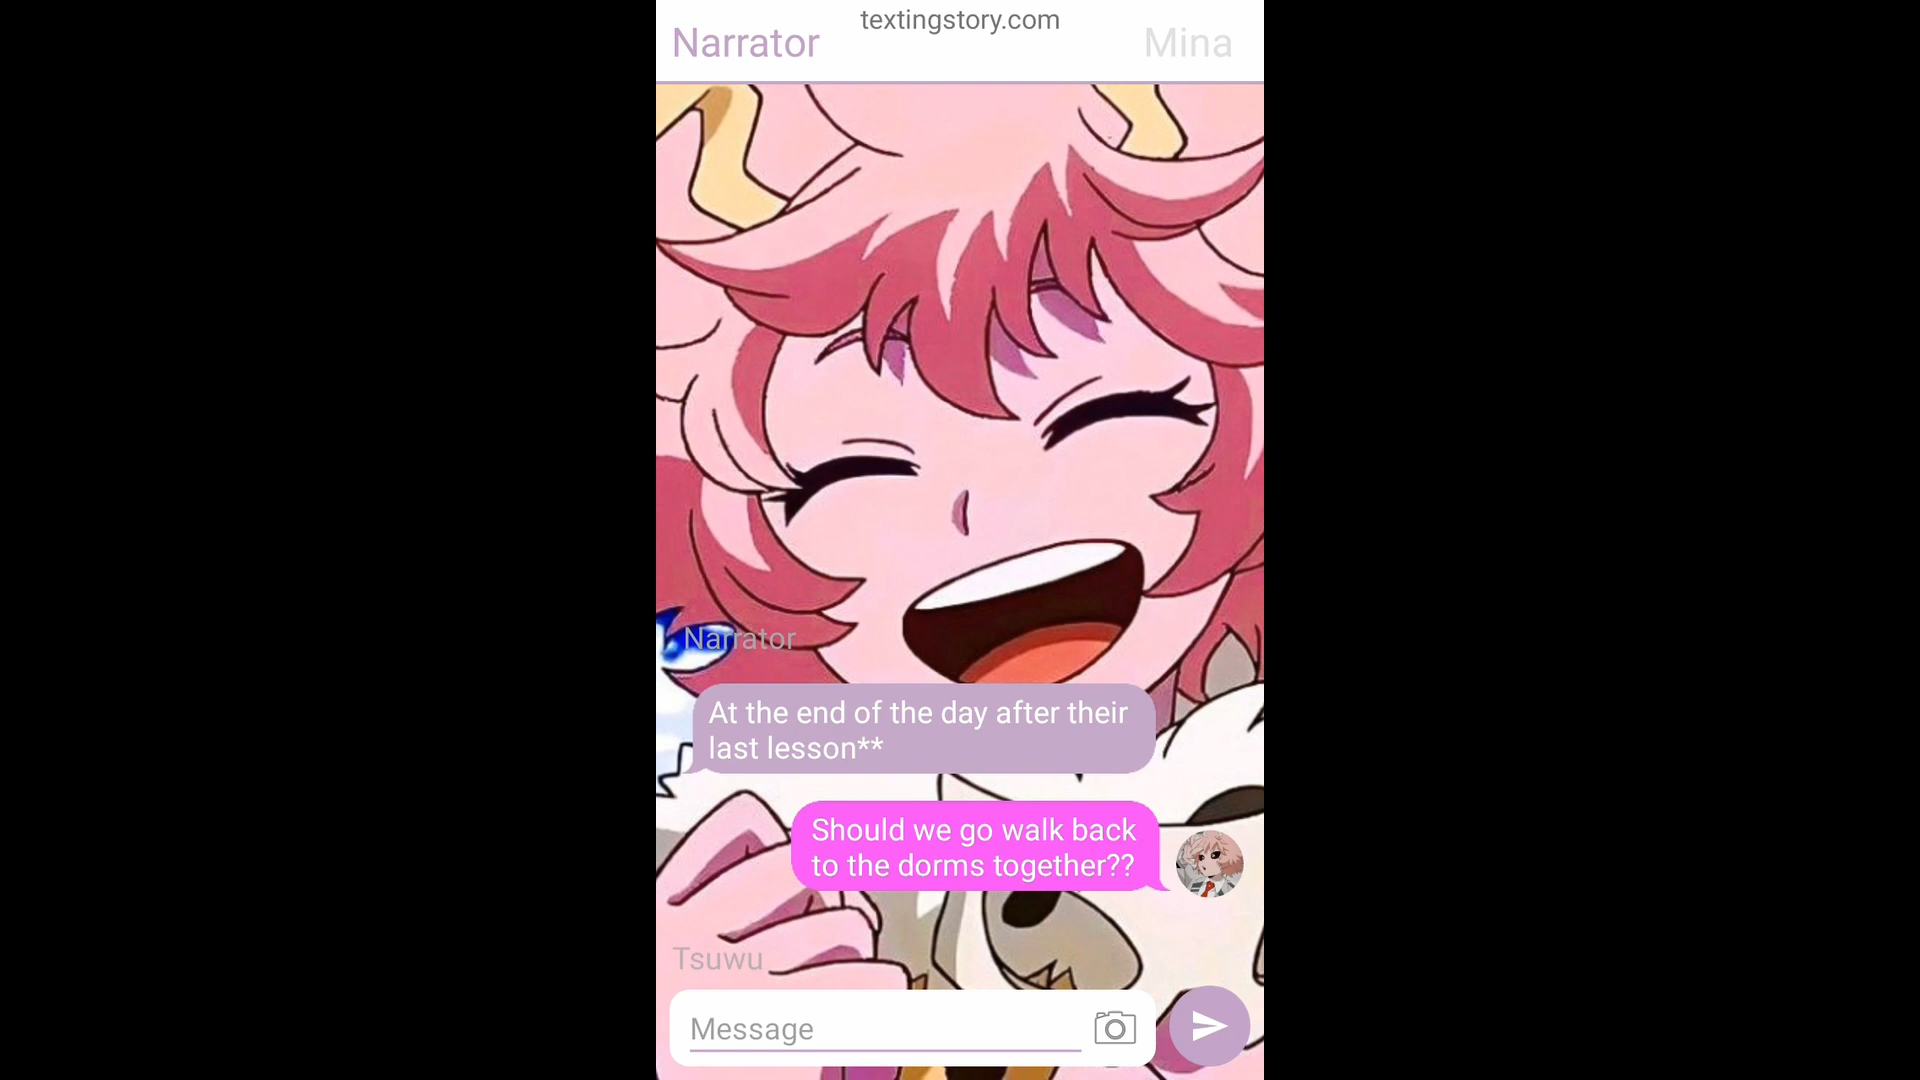 textingstory.com
Narrator
Mina
Narrator
At the end of the day after their
last lesson**
Should we go walk back
to the dorms together??
Tsuwu
Message